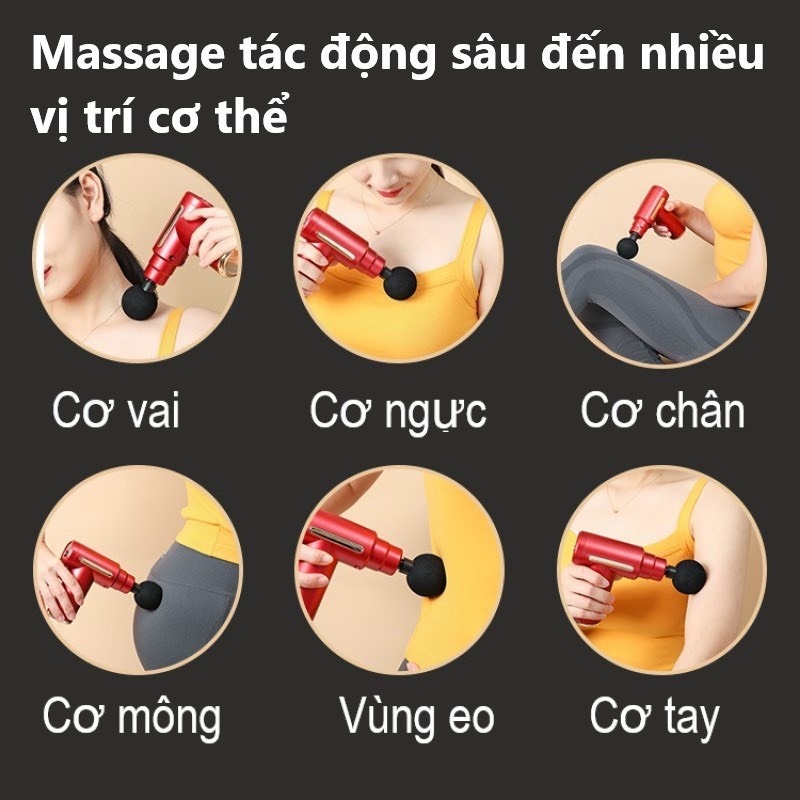 Massage tác động sâu đến nhiều
vị trí cơ thể
Cơ vai
Cơ ngực
Cơ chân
Cơ mông
Vùng eo
Cơ tay